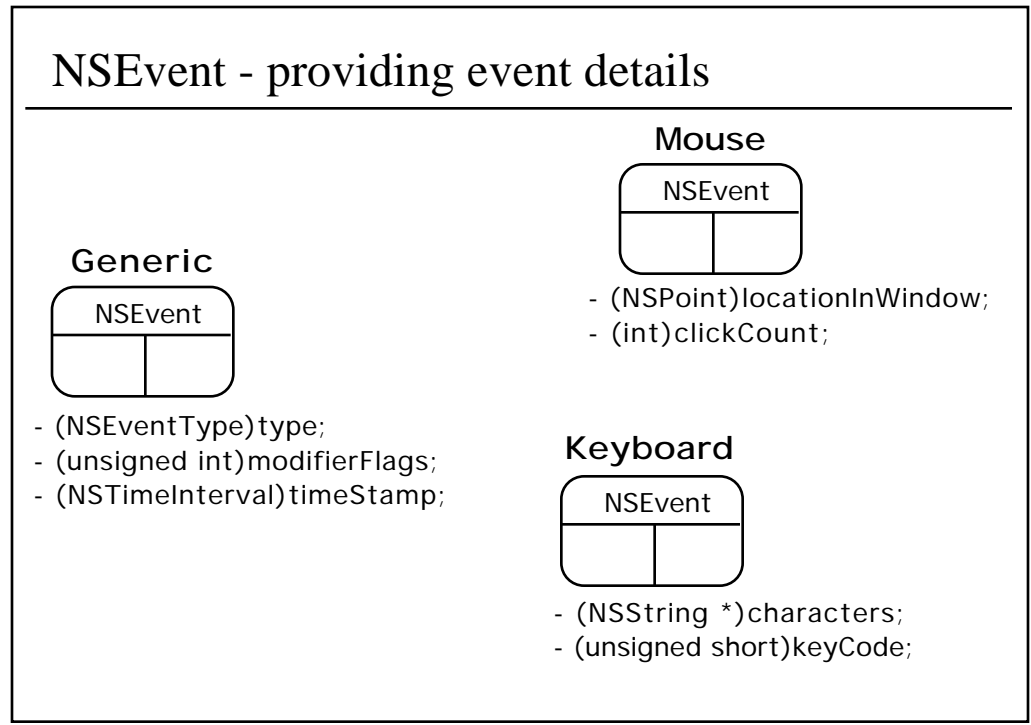 NSEvent - providing event details
Generic
NSEvent
- (NSEventType)type;
- (unsigned int)modifierFlags;
- (NSTimeInterval)timeStamp;
Mouse
NSEvent
- (NSPoint)locationInWindow;
- (int)clickCount;
Keyboard
NSEvent
- (NSString *)characters;
- (unsigned short)keyCode;